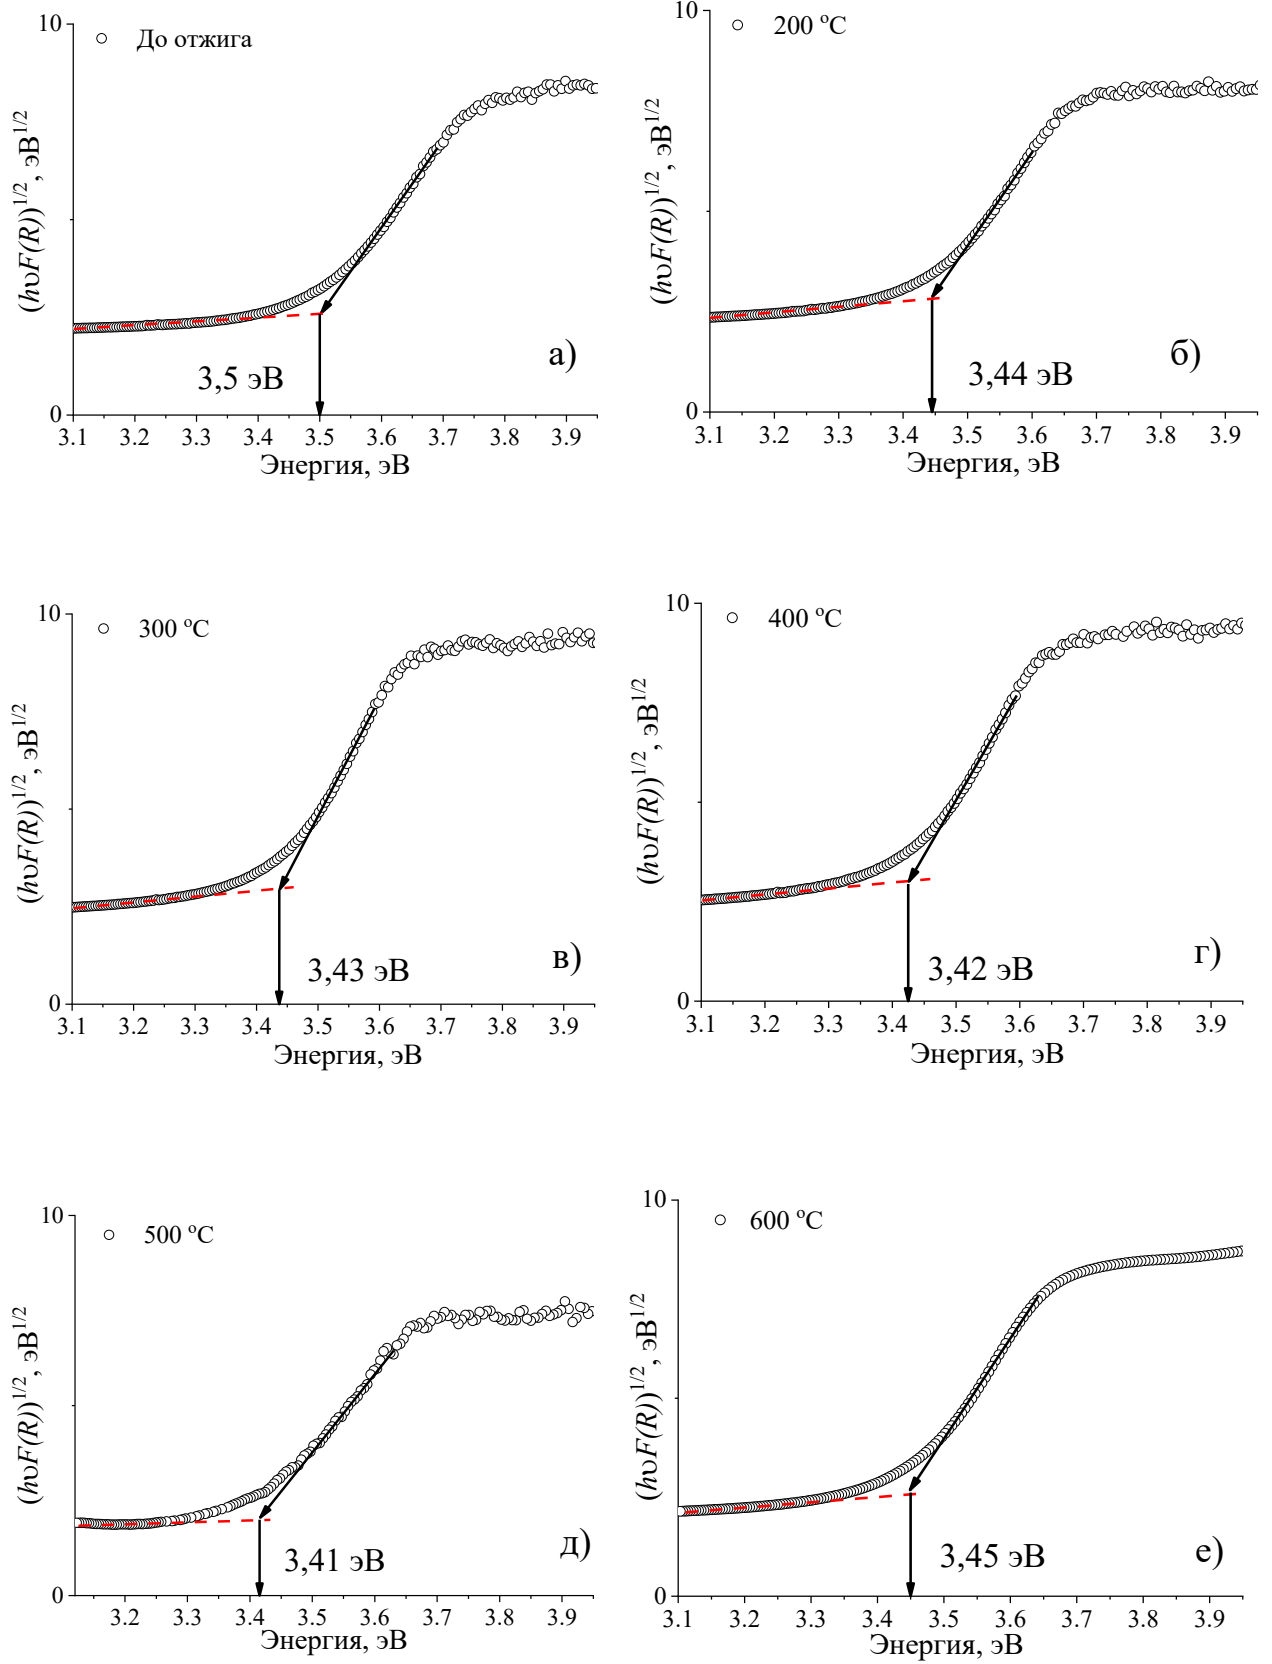 10
○ До отжига
(hυF(R))^1/2, эВ^1/2
3,5 эВ
а)
0
3.1 3.2 3.3 3.4 3.5 3.6 3.7 3.8 3.9
Энергия, эВ
10
○ 200 °C
(hυF(R))^1/2, эВ^1/2
3,44 эВ
б)
0
3.1 3.2 3.3 3.4 3.5 3.6 3.7 3.8 3.9
Энергия, эВ
10
○ 300 °C
(hυF(R))^1/2, эВ^1/2
3,43 эВ
в)
0
3.1 3.2 3.3 3.4 3.5 3.6 3.7 3.8 3.9
Энергия, эВ
10
○ 400 °C
(hυF(R))^1/2, эВ^1/2
3,42 эВ
г)
0
3.1 3.2 3.3 3.4 3.5 3.6 3.7 3.8 3.9
Энергия, эВ
10
○ 500 °C
(hυF(R))^1/2, эВ^1/2
3,41 эВ
д)
0
3.2 3.3 3.4 3.5 3.6 3.7 3.8 3.9
Энергия, эВ
10
○ 600 °C
(hυF(R))^1/2, эВ^1/2
3,45 эВ
е)
0
3.1 3.2 3.3 3.4 3.5 3.6 3.7 3.8 3.9
Энергия, эВ